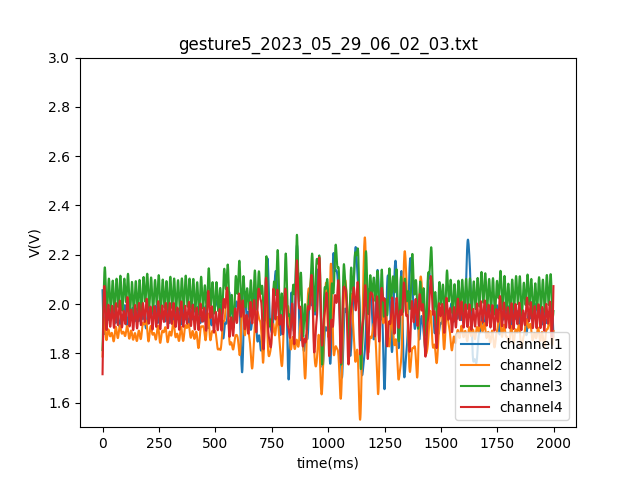 gesture5_2023_05_29_06_02_03.txt
3.0
2.8
2.6
2.4
2.2
2.0
1.8
1.6
V(V)
channel1
channel2
channel3
channel4
0 250 500 750 1000 1250 1500 1750 2000
time(ms)